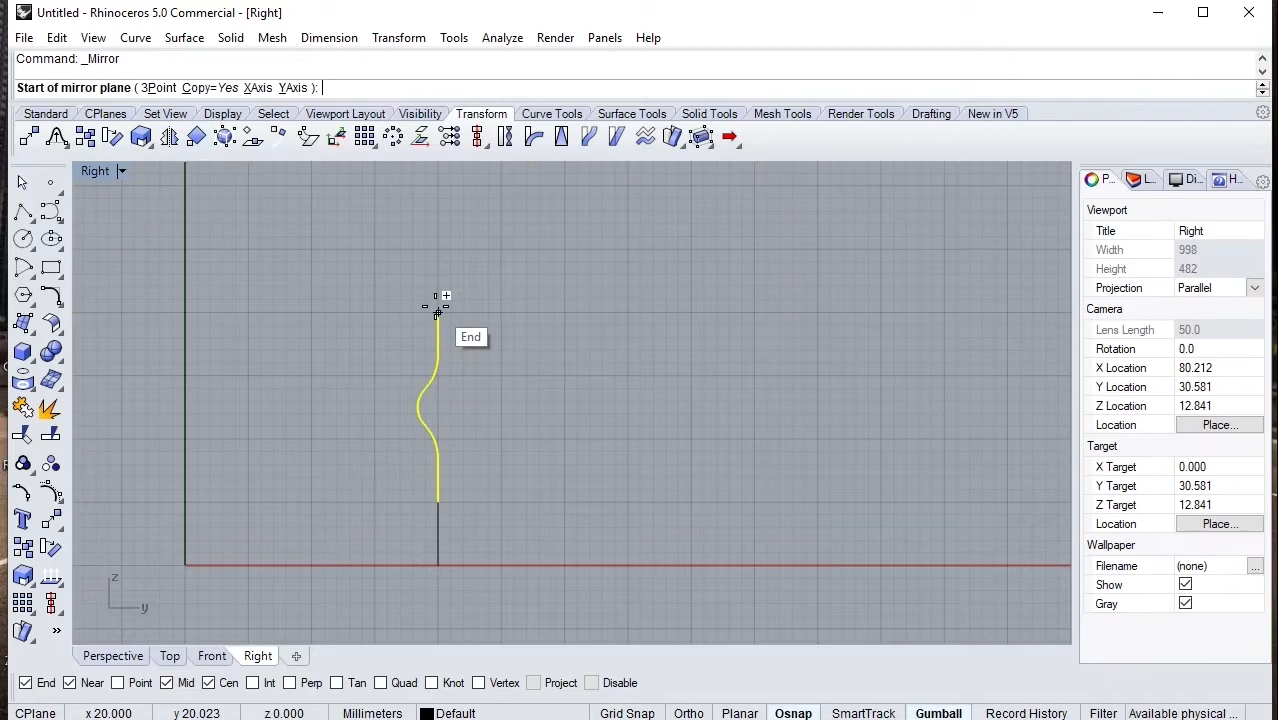 Untitled - Rhinoceros 5.0 Commercial - [Right]
File Edit View Curve Surface Solid Mesh Dimension Transform Tools Analyze Render Panels Help
Command: _Mirror
Start of mirror plane ( 3Point Copy=Yes XAxis YAxis ):
Standard CPlanes Set View Display Select Viewport Layout Visibility Transform Curve Tools Surface Tools Solid Tools Mesh Tools Render Tools Drafting New in V5
Right
P... L... Di... H...
Viewport
Title Right
Width 998
Height 482
Projection Parallel
Camera
Lens Length 50.0
Rotation 0.0
X Location 80.212
Y Location 30.581
Z Location 12.841
Location Place...
Target
X Target 0.000
Y Target 30.581
Z Target 12.841
Location Place...
Wallpaper
Filename (none) ...
Show
Gray
End
z
y
Perspective Top Front Right
End Near Point Mid Cen Int Perp Tan Quad Knot Vertex Project Disable
CPlane x 20.000 y 20.023 z 0.000 Millimeters Default Grid Snap Ortho Planar Osnap SmartTrack Gumball Record History Filter Available physical ...